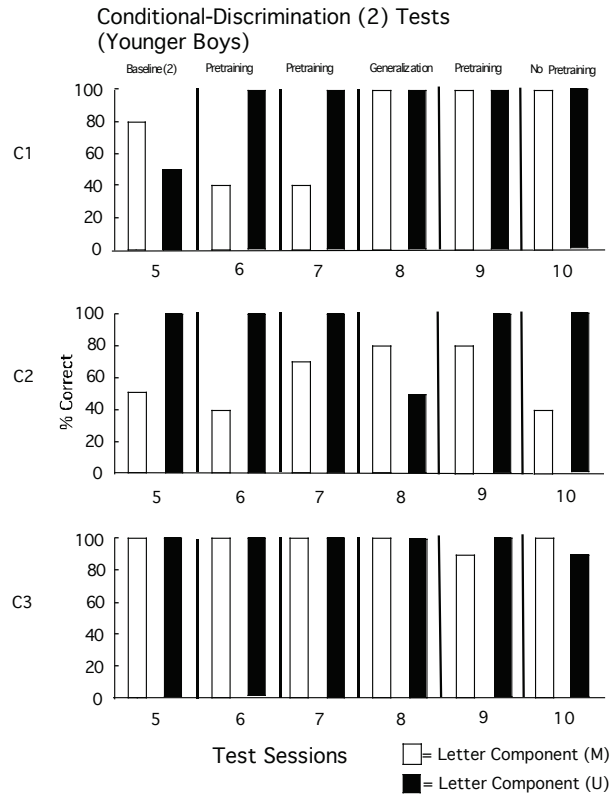 Conditional-Discrimination (2) Tests
(Younger Boys)
Baseline (2) Pretraining Pretraining Generalization Pretraining No Pretraining
C1
100
80
60
40
20
0
5 6 7 8 9 10
C2
% Correct
100
80
60
40
20
0
5 6 7 8 9 10
C3
100
80
60
40
20
0
5 6 7 8 9 10
Test Sessions
= Letter Component (M)
= Letter Component (U)